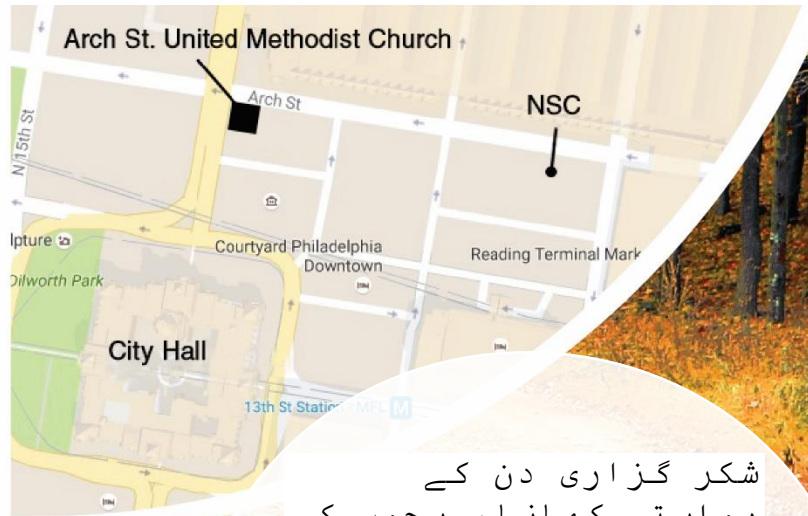 Arch St. United Methodist Church
Arch St
NSC
N 15th St
lpture
Courtyard Philadelphia
Downtown
Reading Terminal Mark
Dilworth Park
City Hall
13th St Station MFL M
شکر گزاری دن کے